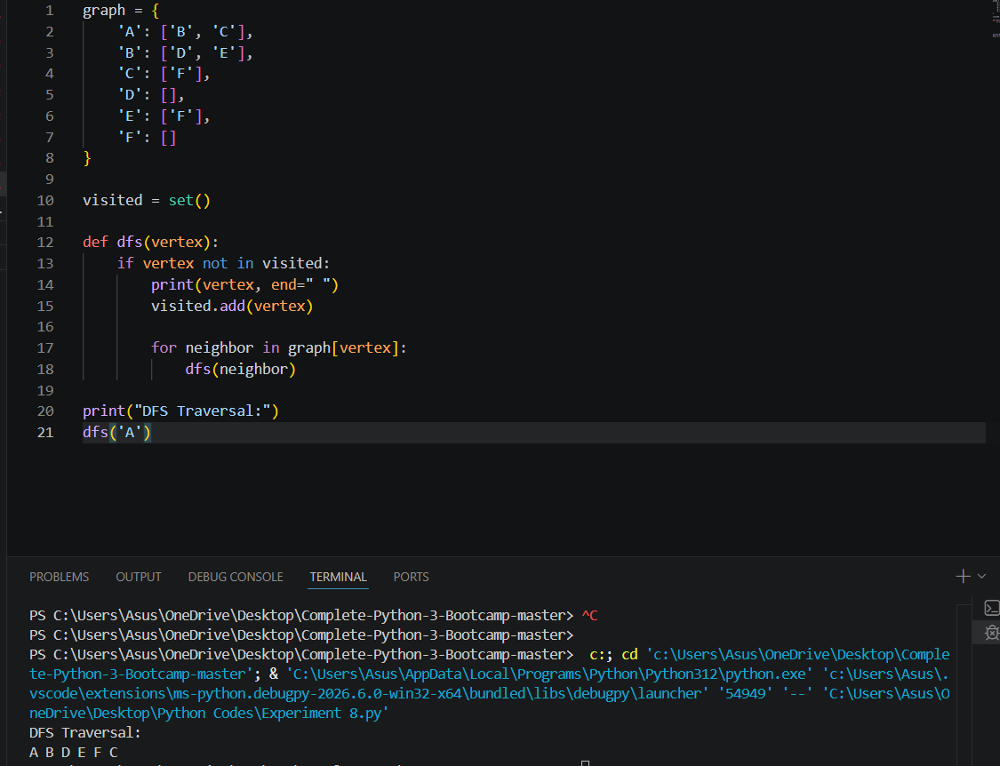 1 graph = {
2     'A': ['B', 'C'],
3     'B': ['D', 'E'],
4     'C': ['F'],
5     'D': [],
6     'E': ['F'],
7     'F': []
8 }
9
10 visited = set()
11
12 def dfs(vertex):
13     if vertex not in visited:
14         print(vertex, end=" ")
15         visited.add(vertex)
16
17         for neighbor in graph[vertex]:
18             dfs(neighbor)
19
20 print("DFS Traversal:")
21 dfs('A')
PROBLEMS OUTPUT DEBUG CONSOLE TERMINAL PORTS
PS C:\Users\Asus\OneDrive\Desktop\Complete-Python-3-Bootcamp-master> ^C
PS C:\Users\Asus\OneDrive\Desktop\Complete-Python-3-Bootcamp-master>
PS C:\Users\Asus\OneDrive\Desktop\Complete-Python-3-Bootcamp-master>  c:; cd 'c:\Users\Asus\OneDrive\Desktop\Comple
te-Python-3-Bootcamp-master'; & 'C:\Users\Asus\AppData\Local\Programs\Python\Python312\python.exe' 'c:\Users\Asus\.
vscode\extensions\ms-python.debugpy-2026.6.0-win32-x64\bundled\libs\debugpy\launcher' '54949' '--' 'C:\Users\Asus\O
neDrive\Desktop\Python Codes\Experiment 8.py'
DFS Traversal:
A B D E F C